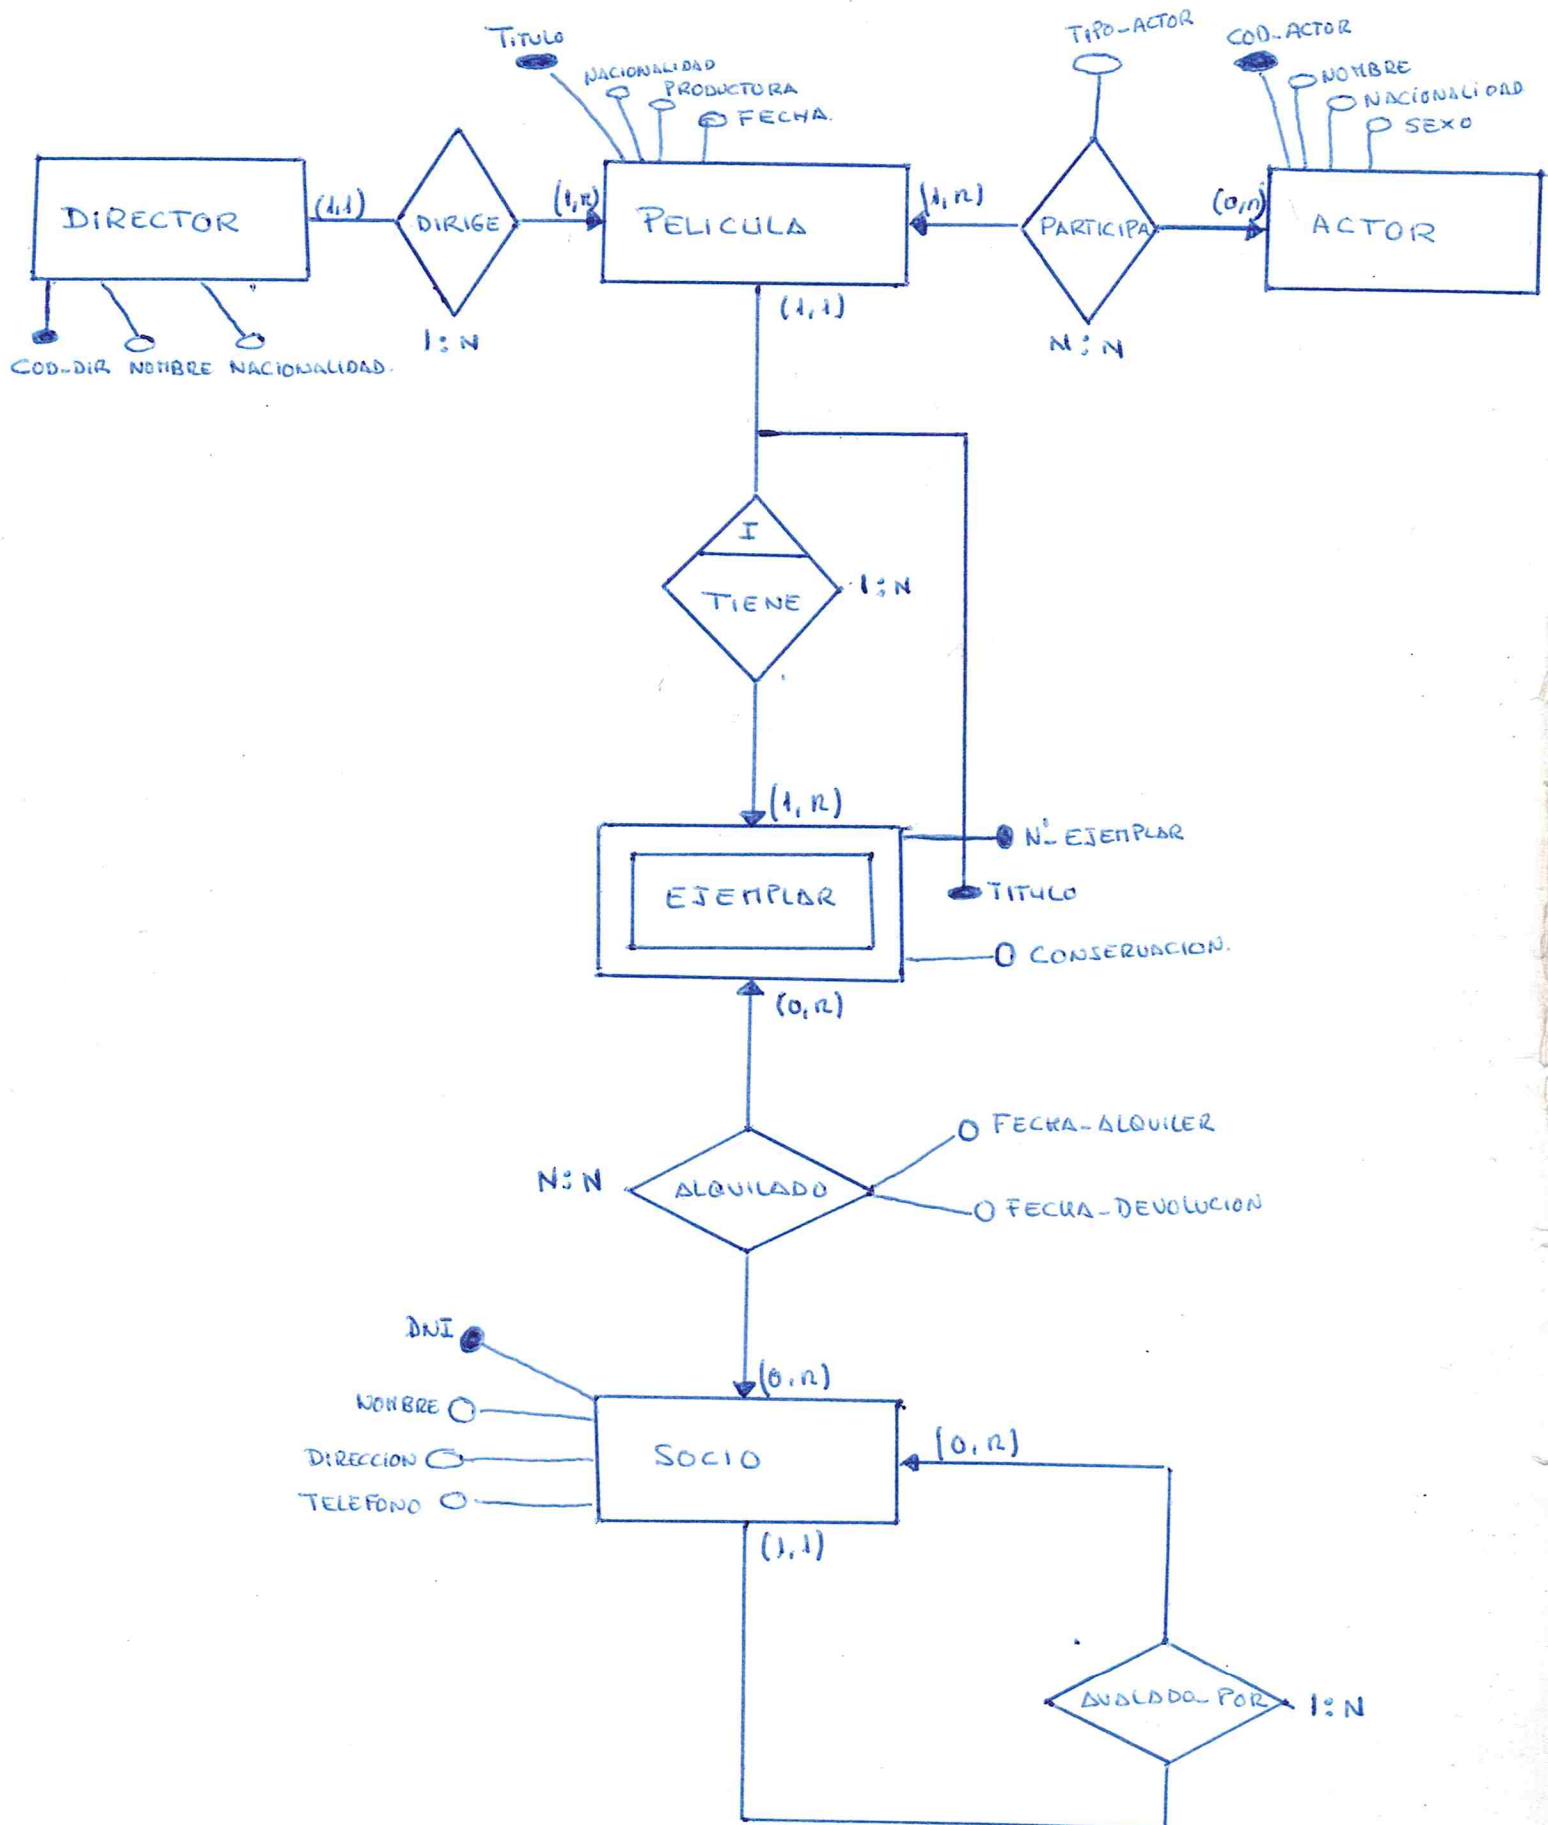 TITULO
NACIONALIDAD
PRODUCTORA
FECHA.
TIPO-ACTOR
COD-ACTOR
NOMBRE
NACIONALIDAD
SEXO
DIRECTOR
(1,1)
DIRIGE
(1,n)
PELICULA
(1,n)
PARTICIPA
(0,n)
ACTOR
1:N
(1,1)
N:N
COD-DIR NOMBRE NACIONALIDAD.
I
TIENE
1:N
(1,n)
Nº-EJEMPLAR
EJEMPLAR
TITULO
CONSERVACION.
(0,n)
FECHA-ALQUILER
N:N
ALQUILADO
FECHA-DEVOLUCION
DNI
(0,n)
NOMBRE
SOCIO
(0,n)
DIRECCION
TELEFONO
(1,1)
AVALADO-POR
1:N